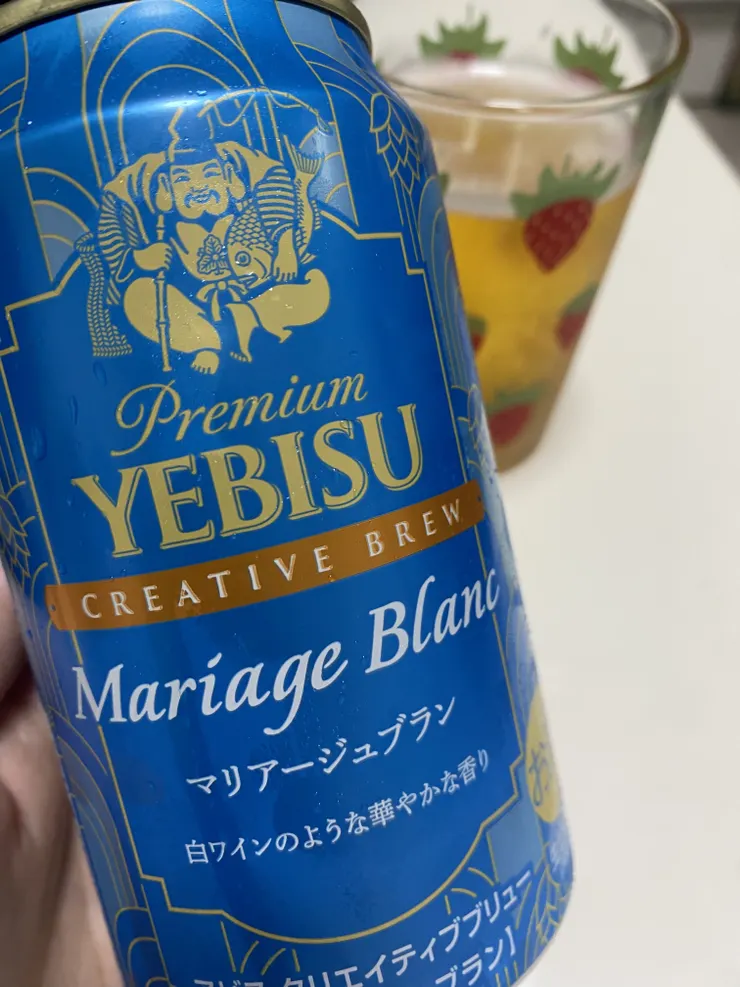 Premium
YEBISU
CREATIVE BREW
Mariage Blanc
マリアージュブラン
白ワインのような華やかな香り
クリエイティブブリュー
ブラン]